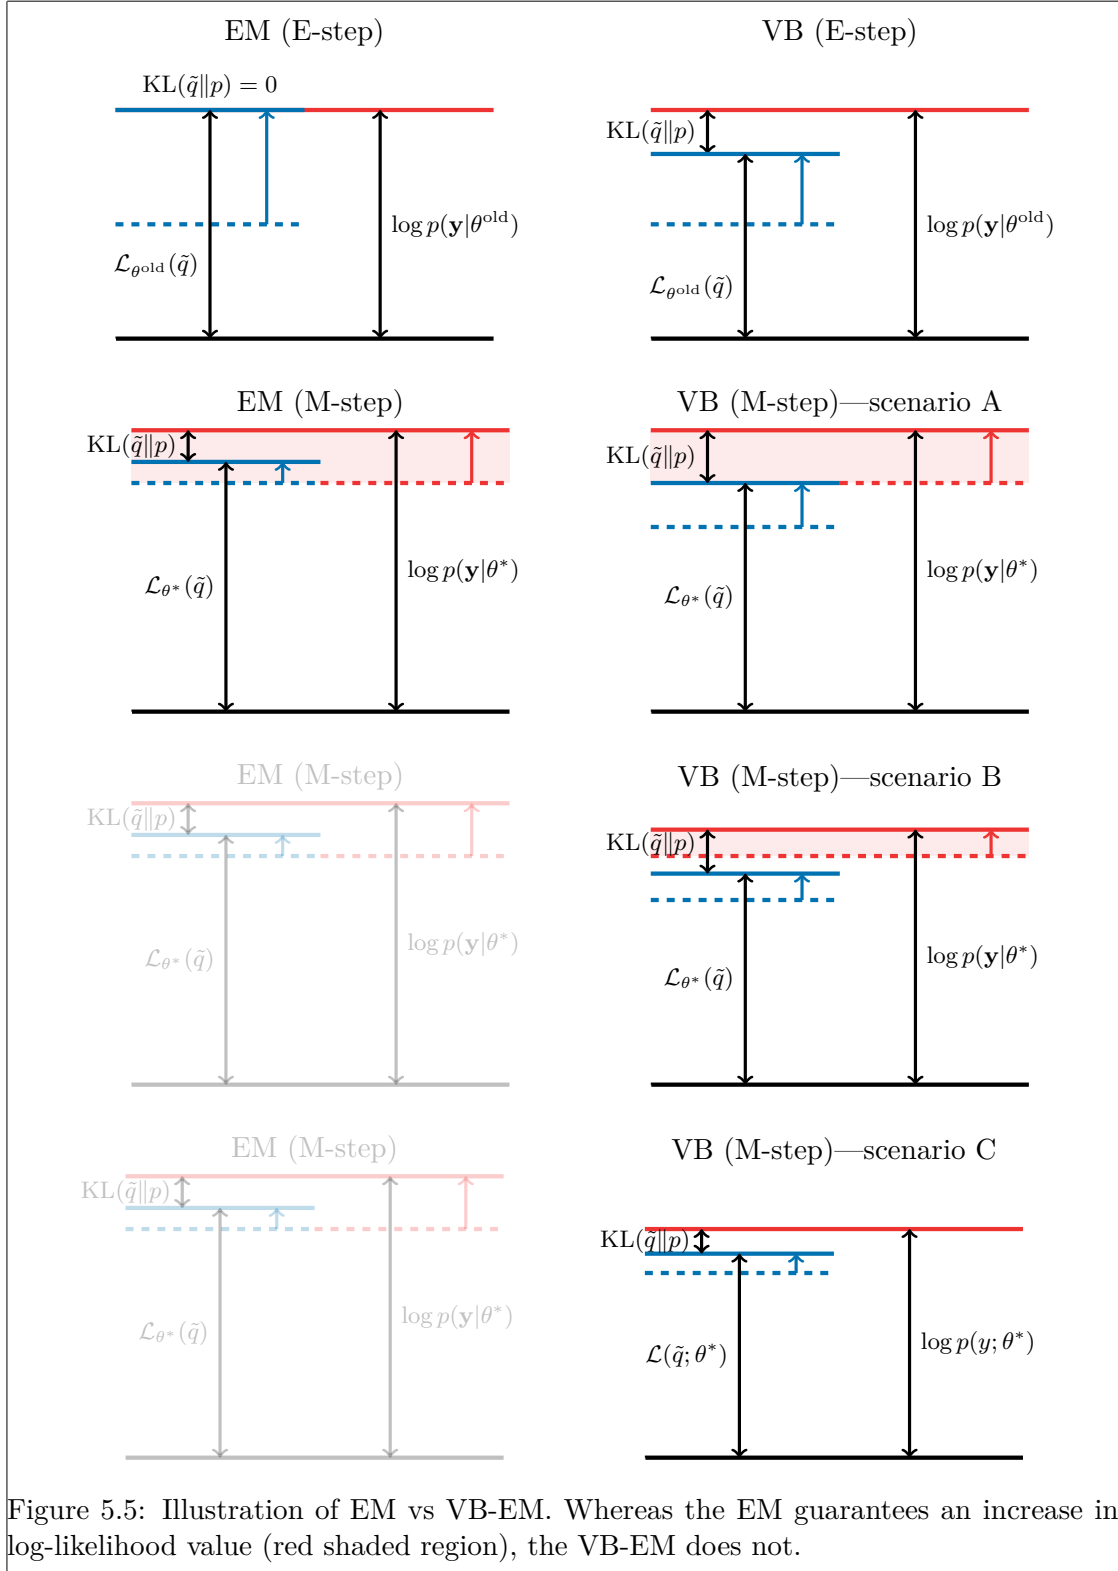 EM (E-step)
KL(q̃‖p) = 0
log p(𝐲|θ^old)
ℒ_θ^old(q̃)
VB (E-step)
KL(q̃‖p)
log p(𝐲|θ^old)
ℒ_θ^old(q̃)
EM (M-step)
KL(q̃‖p)
log p(𝐲|θ*)
ℒ_θ*(q̃)
VB (M-step)—scenario A
KL(q̃‖p)
log p(𝐲|θ*)
ℒ_θ*(q̃)
EM (M-step)
KL(q̃‖p)
log p(𝐲|θ*)
ℒ_θ*(q̃)
VB (M-step)—scenario B
KL(q̃‖p)
log p(𝐲|θ*)
ℒ_θ*(q̃)
EM (M-step)
KL(q̃‖p)
log p(𝐲|θ*)
ℒ_θ*(q̃)
VB (M-step)—scenario C
KL(q̃‖p)
log p(y; θ*)
ℒ(q̃; θ*)
Figure 5.5: Illustration of EM vs VB-EM. Whereas the EM guarantees an increase in
log-likelihood value (red shaded region), the VB-EM does not.